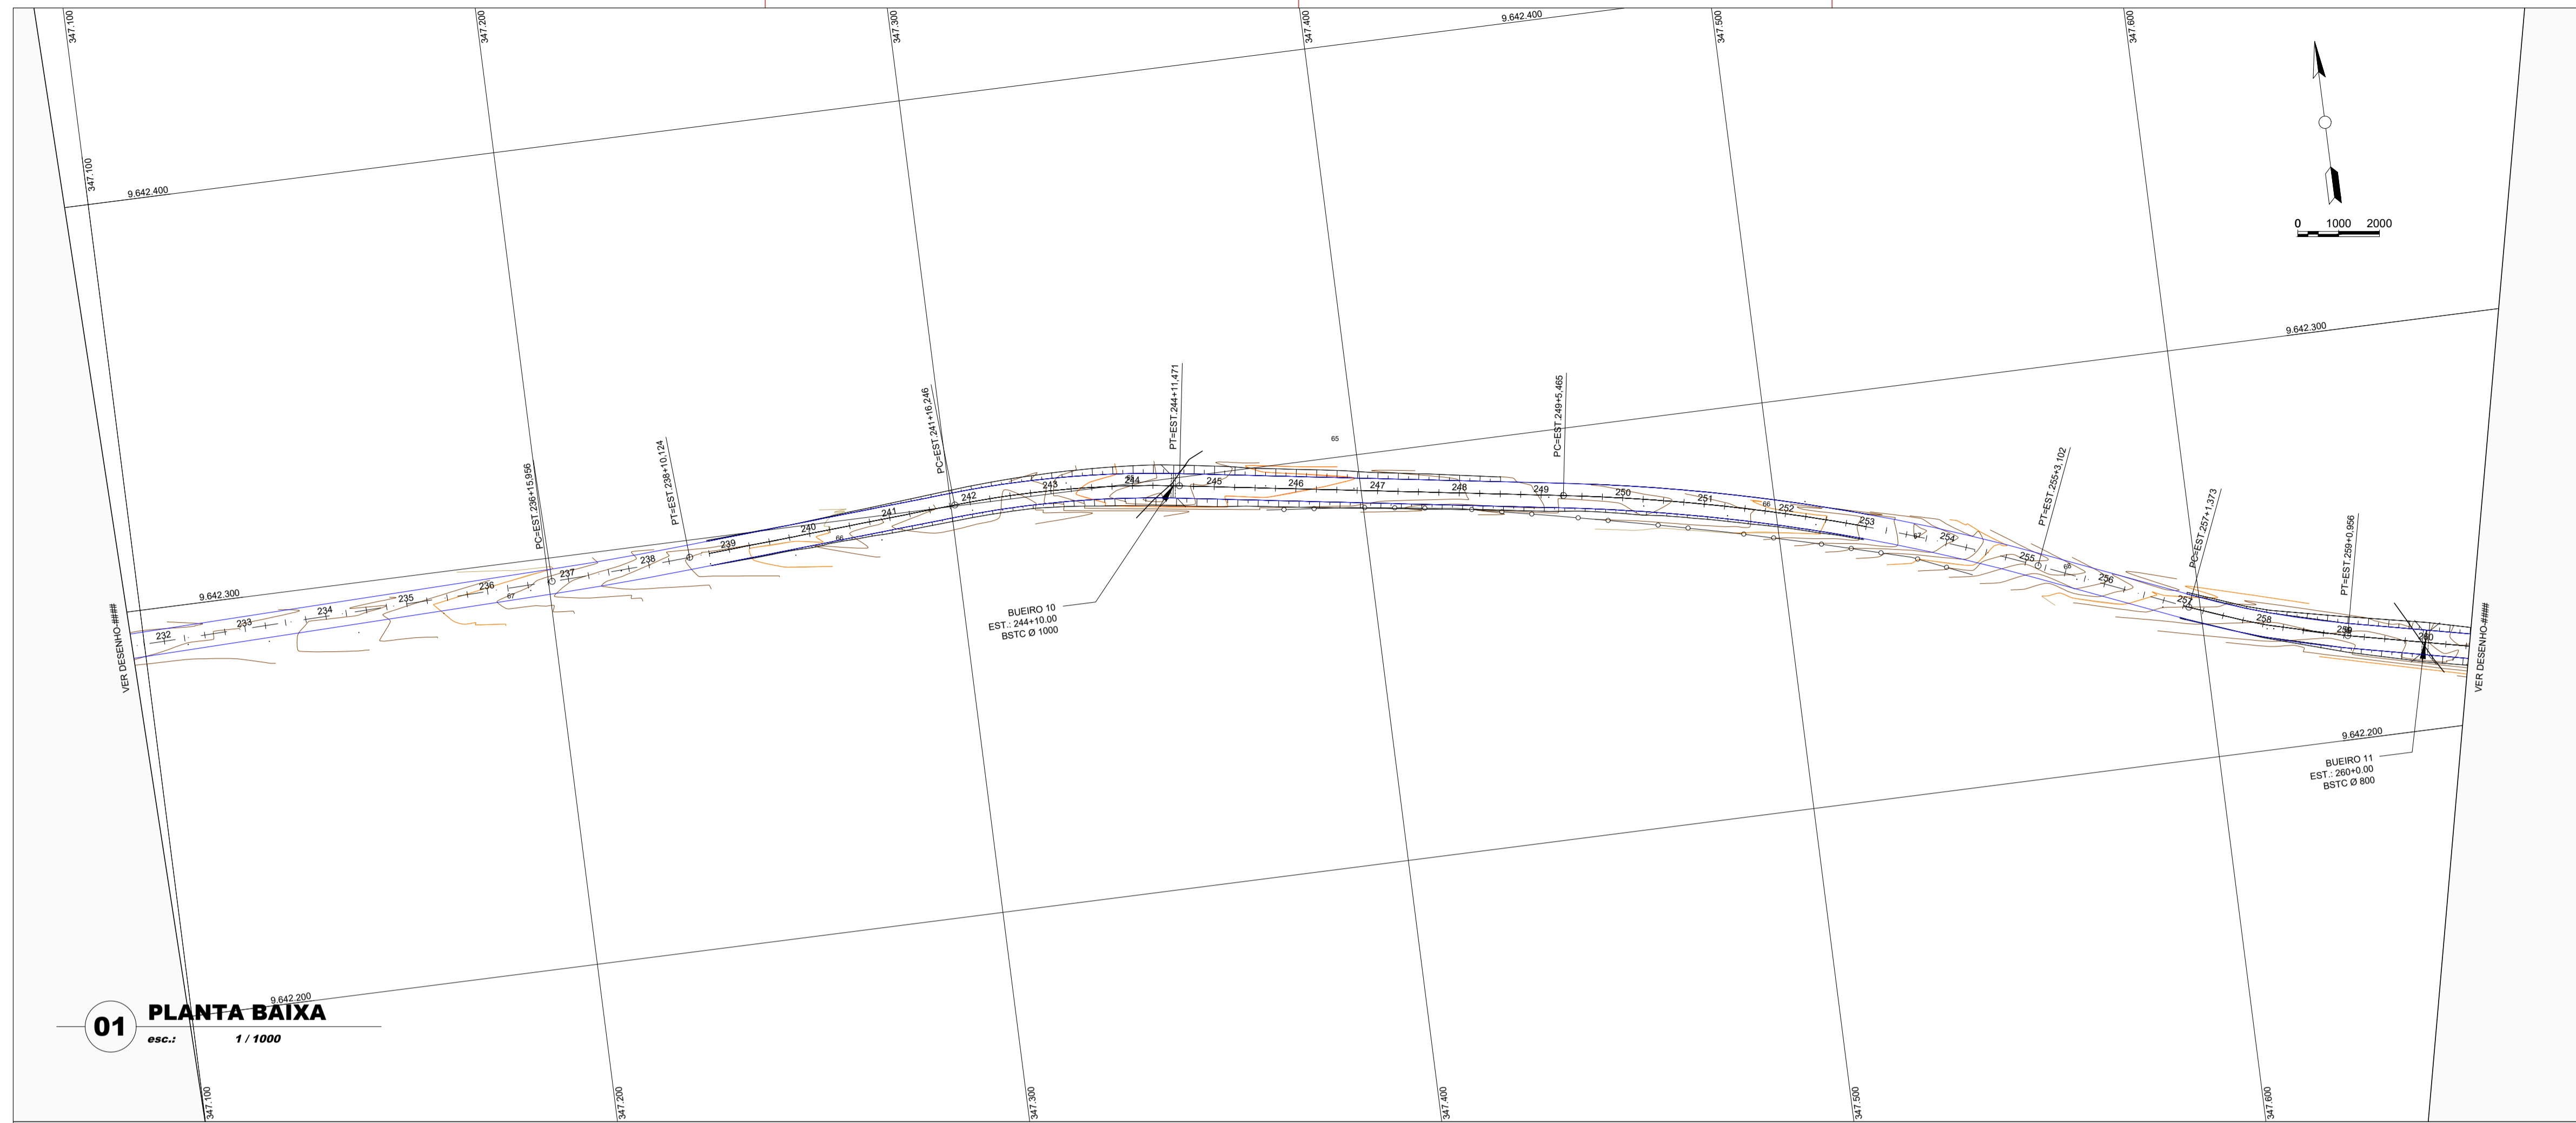 347.100
347.200
347.300
347.400
9.642.400
347.500
347.600
347.100
9.642.400
0 1000 2000
9.642.300
PC=EST.236+15,956
PT=EST.238+10.124
PC=EST.241+16,246
PT=EST.244+11,471
PC=EST.249+5,465
PT=EST.255+3,102
PC=EST.257+1,373
PT=EST.259+0,956
65
9.642.300
232
233
234
235
236
67
237
238
239
240
66
241
242
243
244
245
246
247
248
249
250
251
66
252
253
67
254
255
68
256
257
258
259
260
VER DESENHO-####
VER DESENHO-####
BUEIRO 10
EST.: 244+10.00
BSTC Ø 1000
9.642.200
BUEIRO 11
EST.: 260+0.00
BSTC Ø 800
9.642.200
01
PLANTA BAIXA
esc.: 1 / 1000
347.100
347.200
347.300
347.400
347.500
347.600